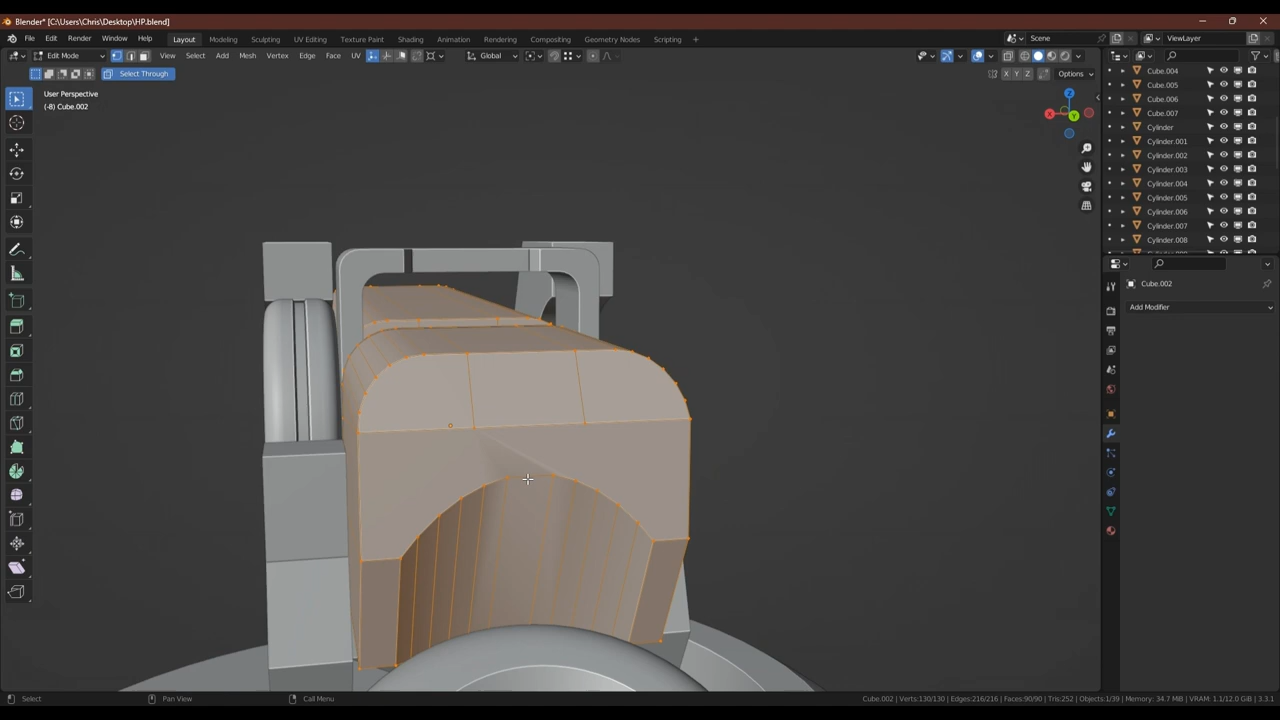 Blender* [C:\Users\Chris\Desktop\HP.blend]
File Edit Render Window Help Layout Modeling Sculpting UV Editing Texture Paint Shading Animation Rendering Compositing Geometry Nodes Scripting + Scene ViewLayer
Edit Mode View Select Add Mesh Vertex Edge Face UV Global
Select Through X Y Z Options
User Perspective
(-8) Cube.002
Z
X
Y
Cube.004
Cube.005
Cube.006
Cube.007
Cylinder
Cylinder.001
Cylinder.002
Cylinder.003
Cylinder.004
Cylinder.005
Cylinder.006
Cylinder.007
Cylinder.008
Cube.002
Add Modifier
Select Pan View Call Menu Cube.002 | Verts:130/130 | Edges:216/216 | Faces:90/90 | Tris:252 | Objects:1/39 | Memory: 34.7 MiB | VRAM: 1.1/12.0 GiB | 3.3.1